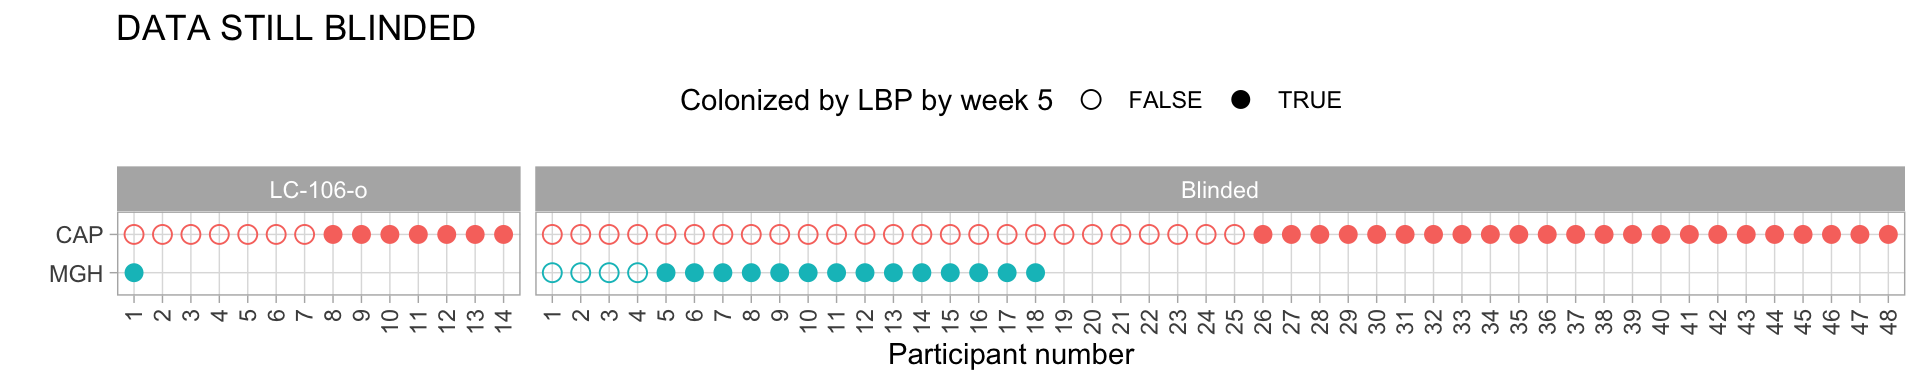 DATA STILL BLINDED
Colonized by LBP by week 5 FALSE TRUE
LC-106-o Blinded
CAP
MGH
1 2 3 4 5 6 7 8 9 10 11 12 13 14 1 2 3 4 5 6 7 8 9 10 11 12 13 14 15 16 17 18 19 20 21 22 23 24 25 26 27 28 29 30 31 32 33 34 35 36 37 38 39 40 41 42 43 44 45 46 47 48
Participant number